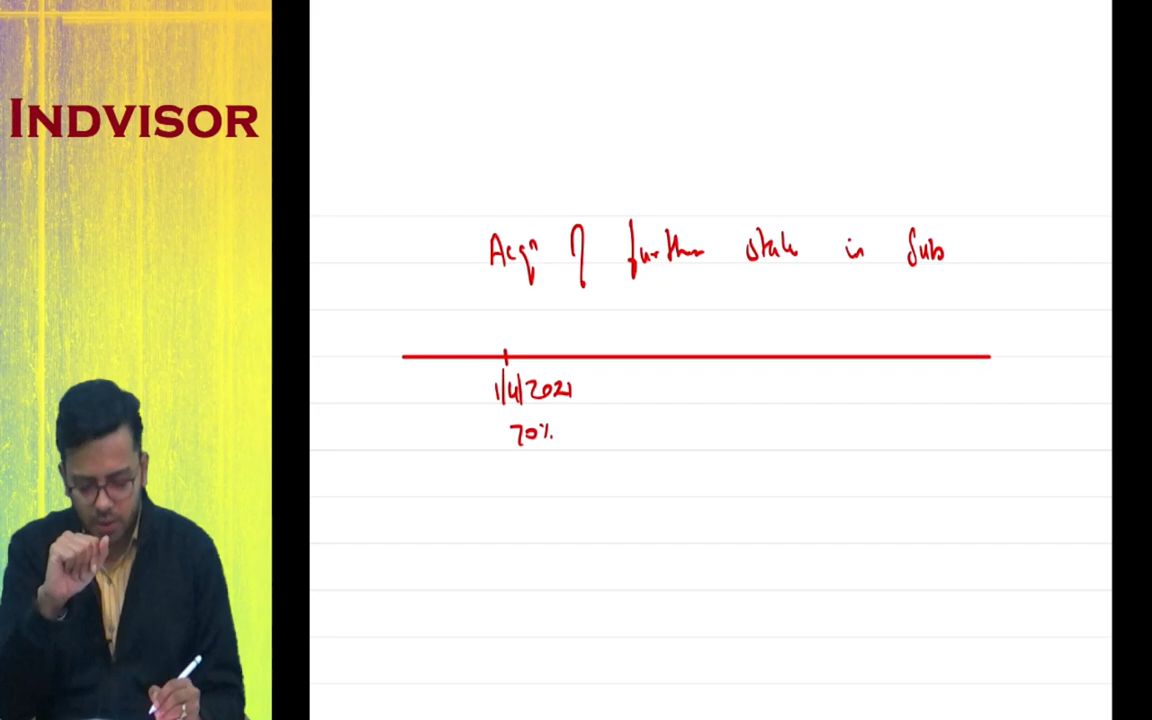 INDVISOR
Acqn of further stake in Sub
1/4/2021
70%